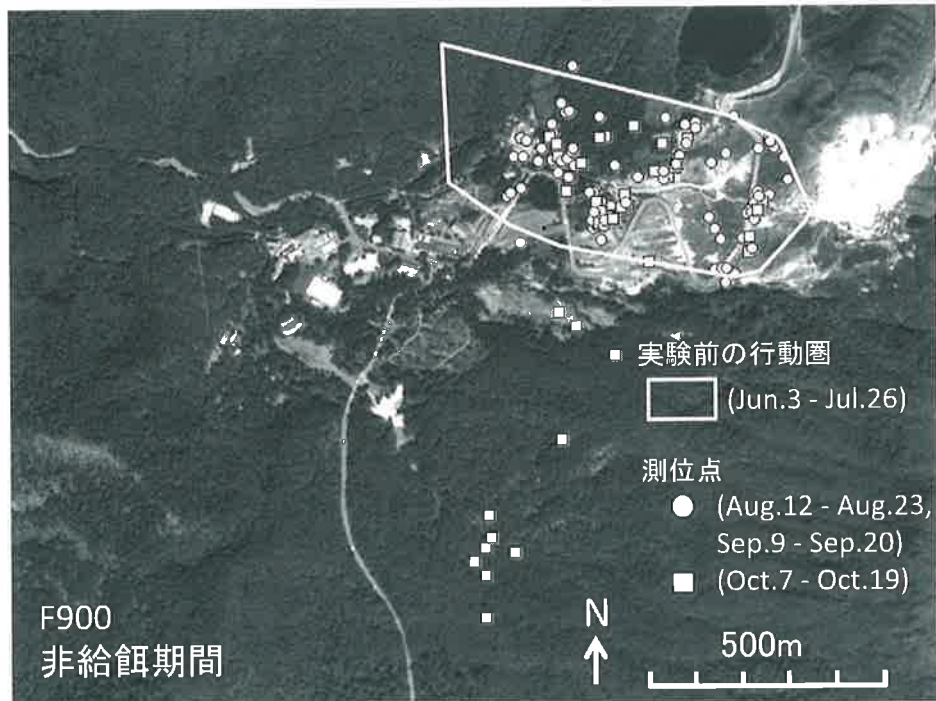 実験前の行動圏
(Jun.3 - Jul.26)
測位点
(Aug.12 - Aug.23,
Sep.9 - Sep.20)
(Oct.7 - Oct.19)
F900
非給餌期間
N
500m